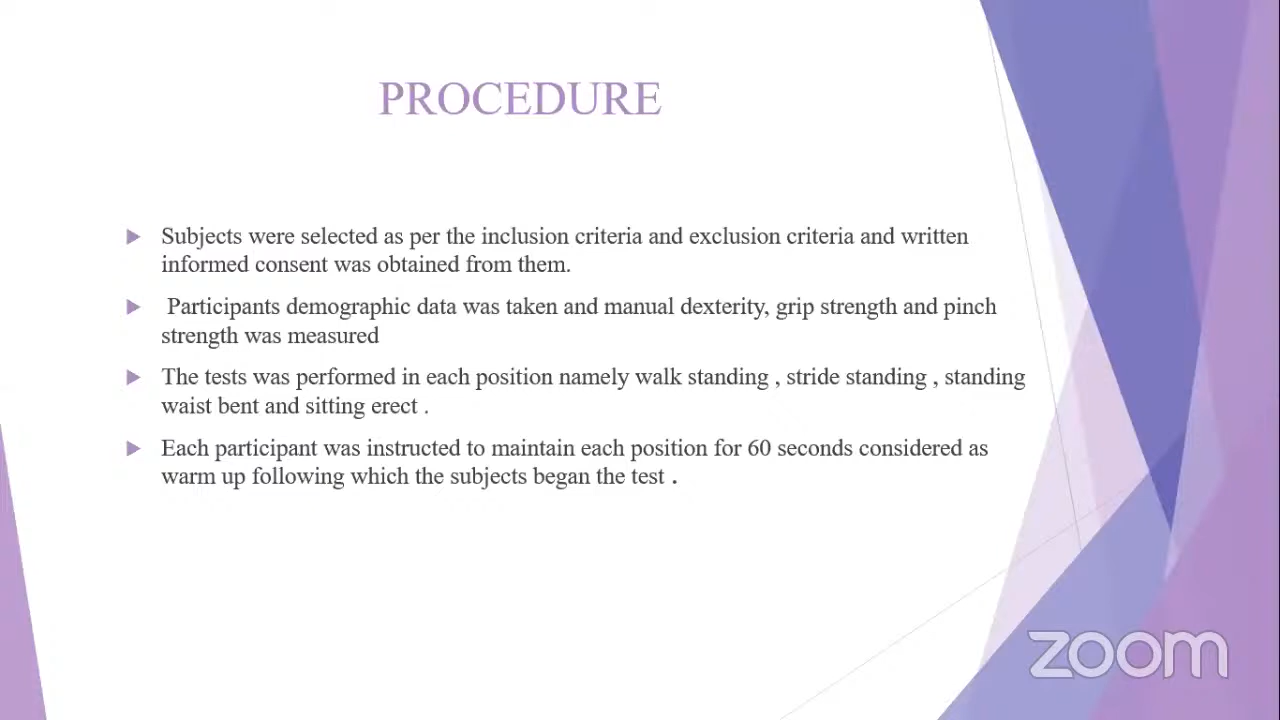 PROCEDURE
Subjects were selected as per the inclusion criteria and exclusion criteria and written
informed consent was obtained from them.
Participants demographic data was taken and manual dexterity, grip strength and pinch
strength was measured
The tests was performed in each position namely walk standing , stride standing , standing
waist bent and sitting erect .
Each participant was instructed to maintain each position for 60 seconds considered as
warm up following which the subjects began the test .
zoom